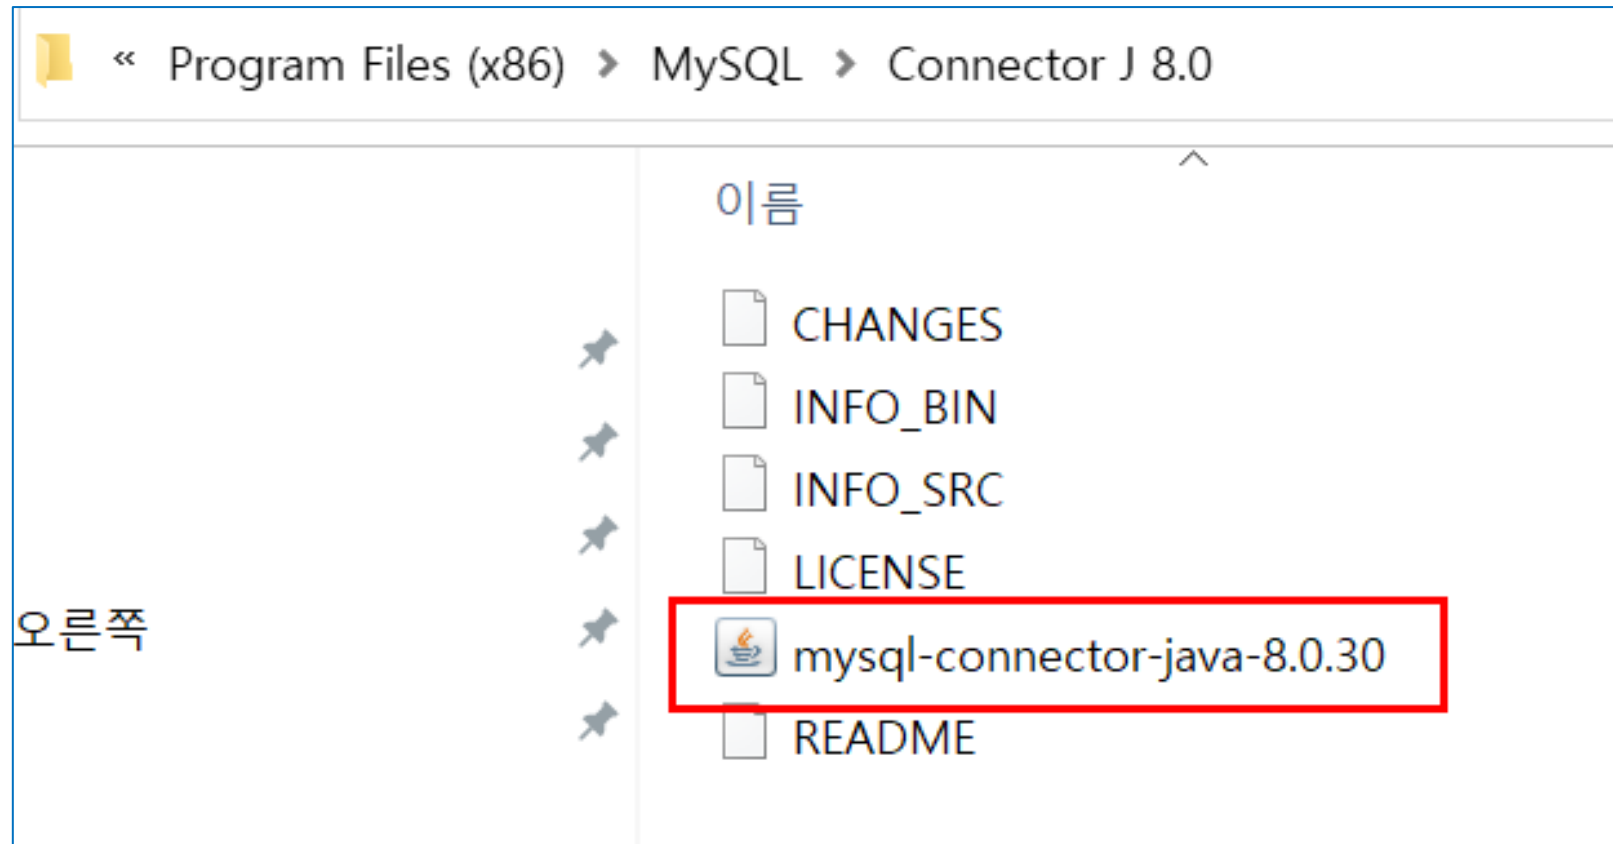 « Program Files (x86) > MySQL > Connector J 8.0
이름
CHANGES
INFO_BIN
INFO_SRC
LICENSE
오른쪽
mysql-connector-java-8.0.30
README